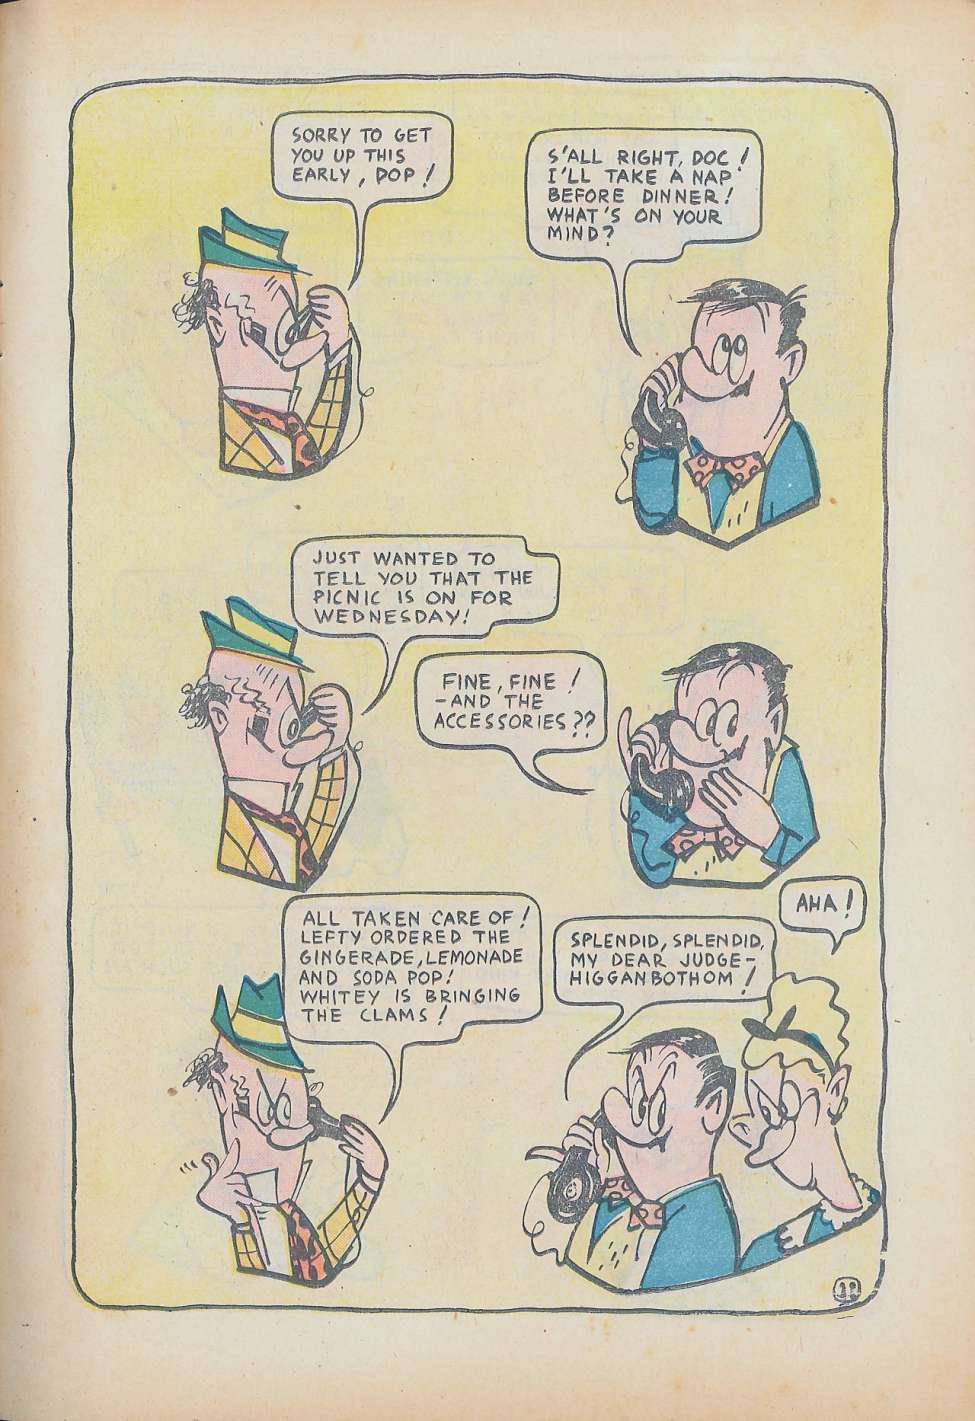 SORRY TO GET
YOU UP THIS
EARLY, POP!
S'ALL RIGHT, DOC!
I'LL TAKE A NAP
BEFORE DINNER!
WHAT'S ON YOUR
MIND?
JUST WANTED TO
TELL YOU THAT THE
PICNIC IS ON FOR
WEDNESDAY!
FINE, FINE!
-AND THE
ACCESSORIES??
ALL TAKEN CARE OF!
LEFTY ORDERED THE
GINGERADE, LEMONADE
AND SODA POP!
WHITEY IS BRINGING
THE CLAMS!
SPLENDID, SPLENDID,
MY DEAR JUDGE-
HIGGANBOTHOM!
AHA!